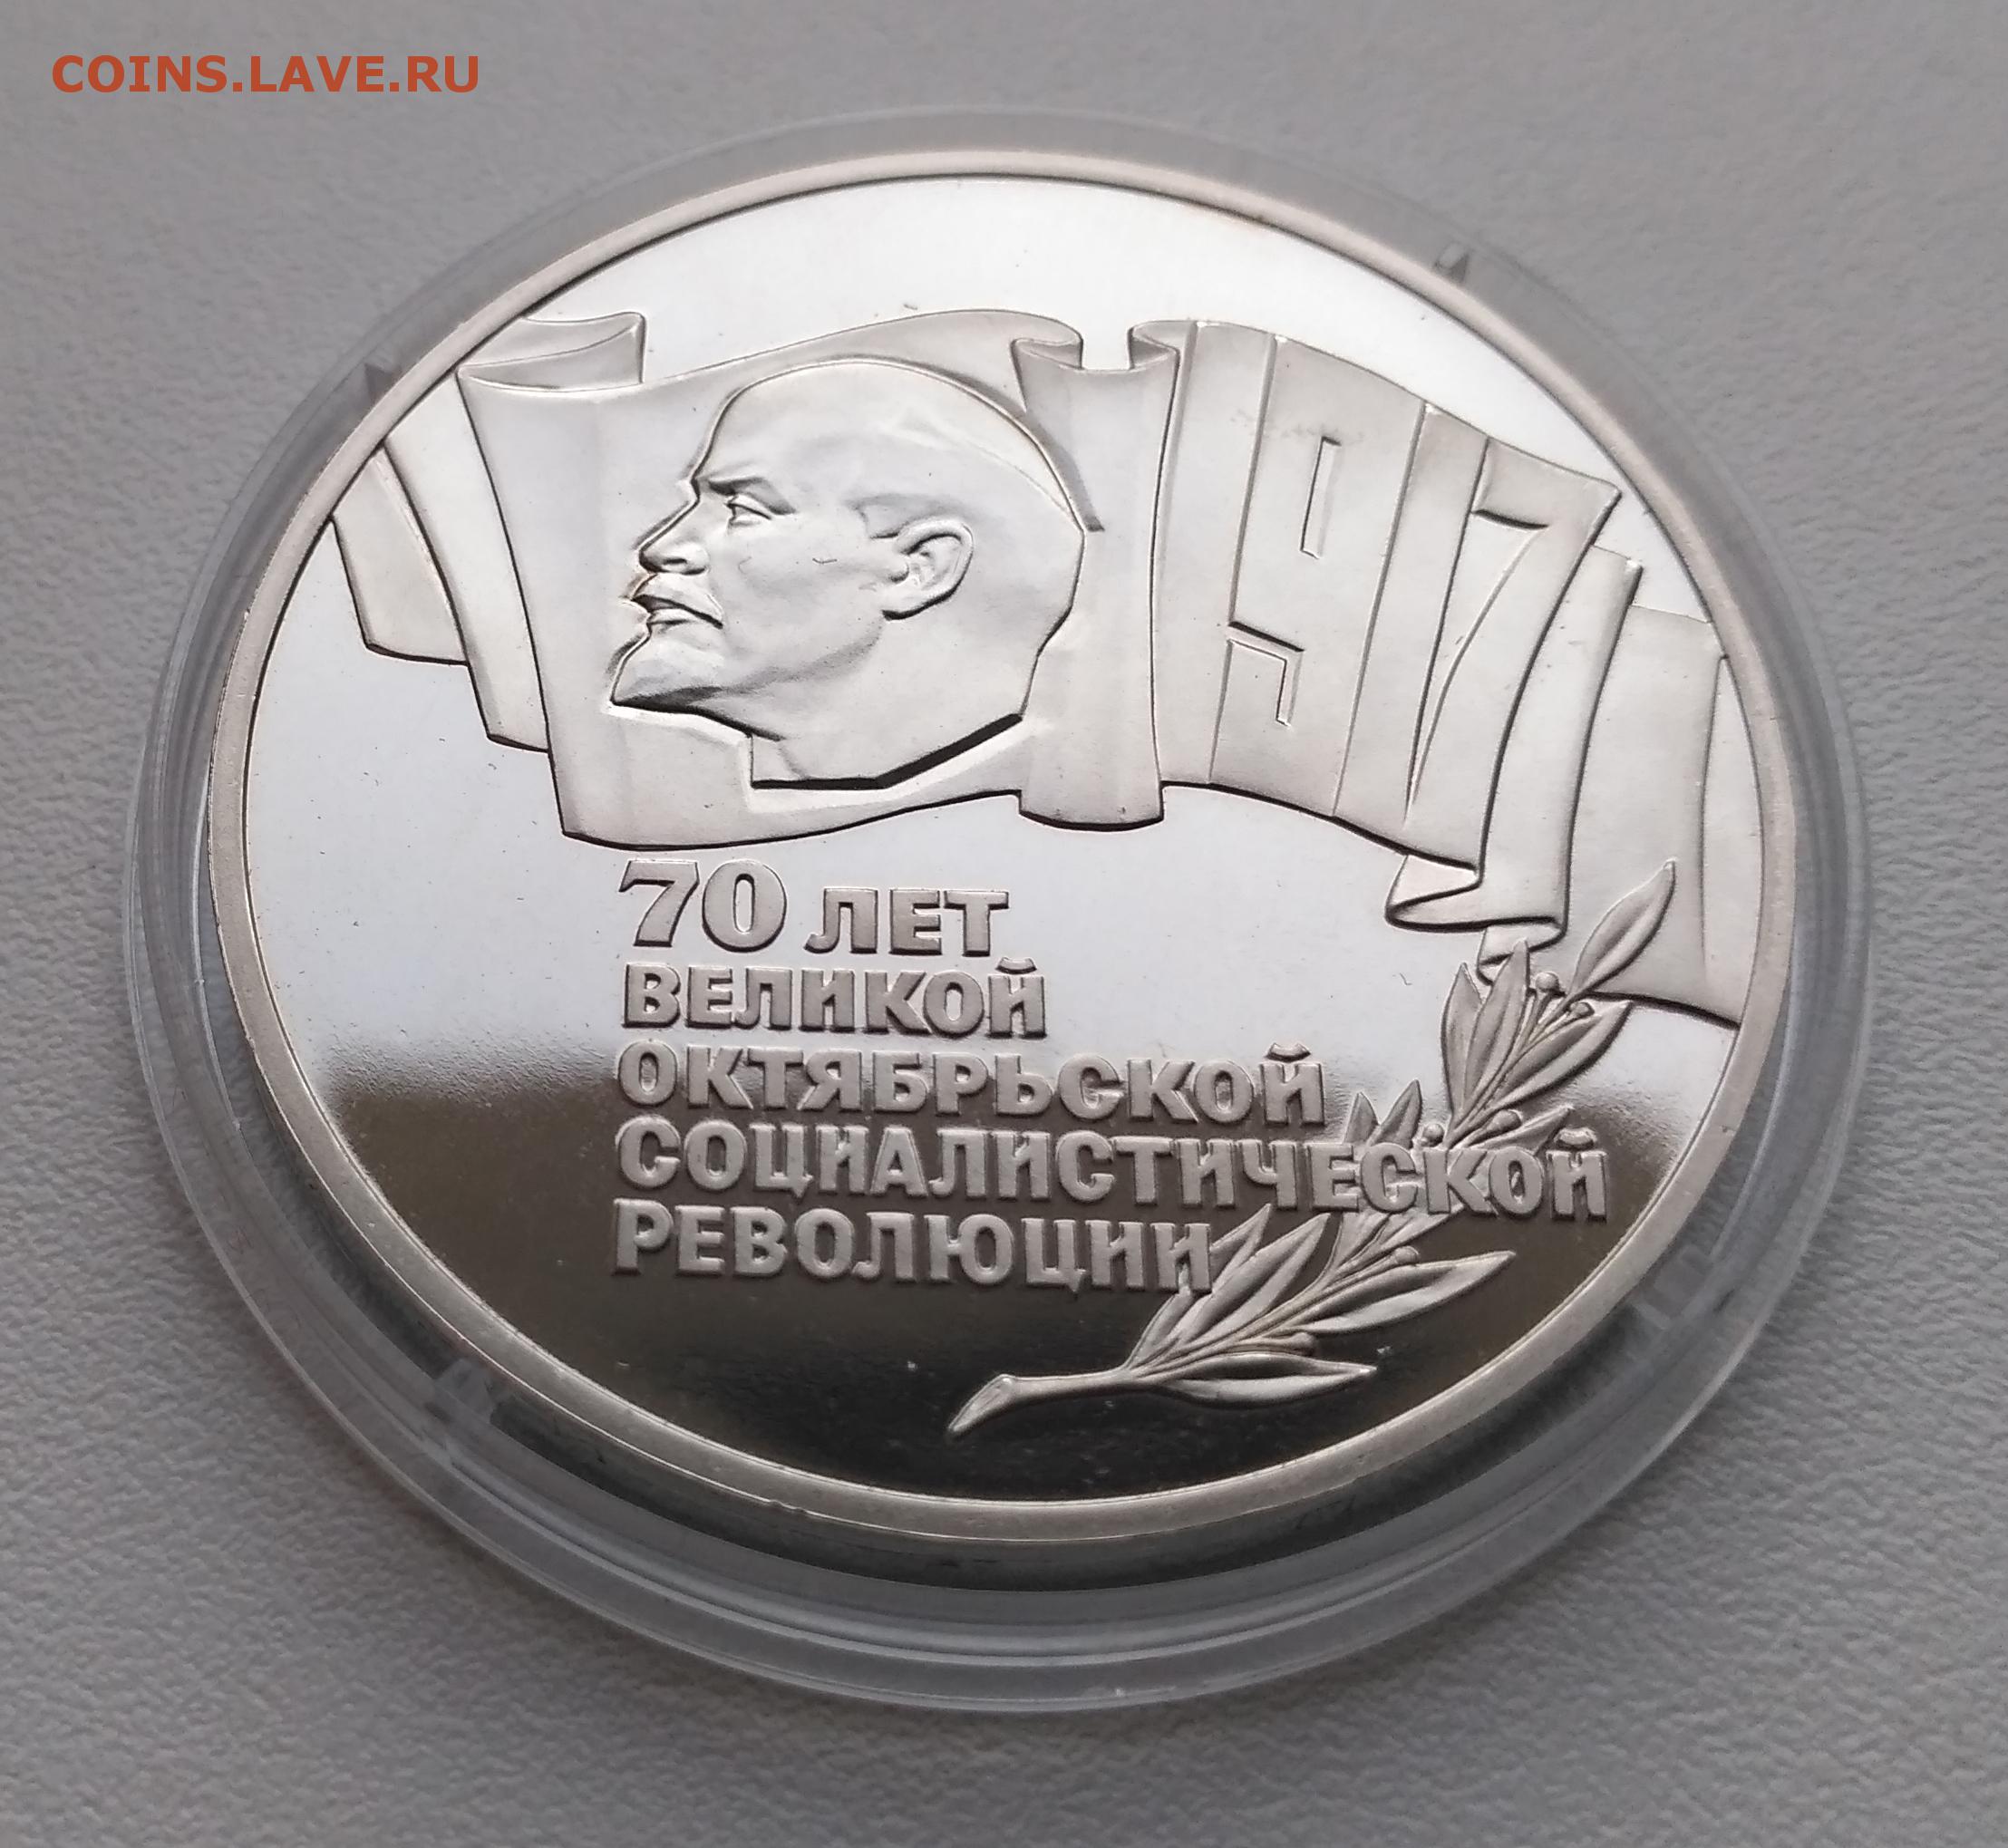 COINS.LAVE.RU
1917
70 ЛЕТ
ВЕЛИКОЙ
ОКТЯБРЬСКОЙ
СОЦИАЛИСТИЧЕСКОЙ
РЕВОЛЮЦИИ